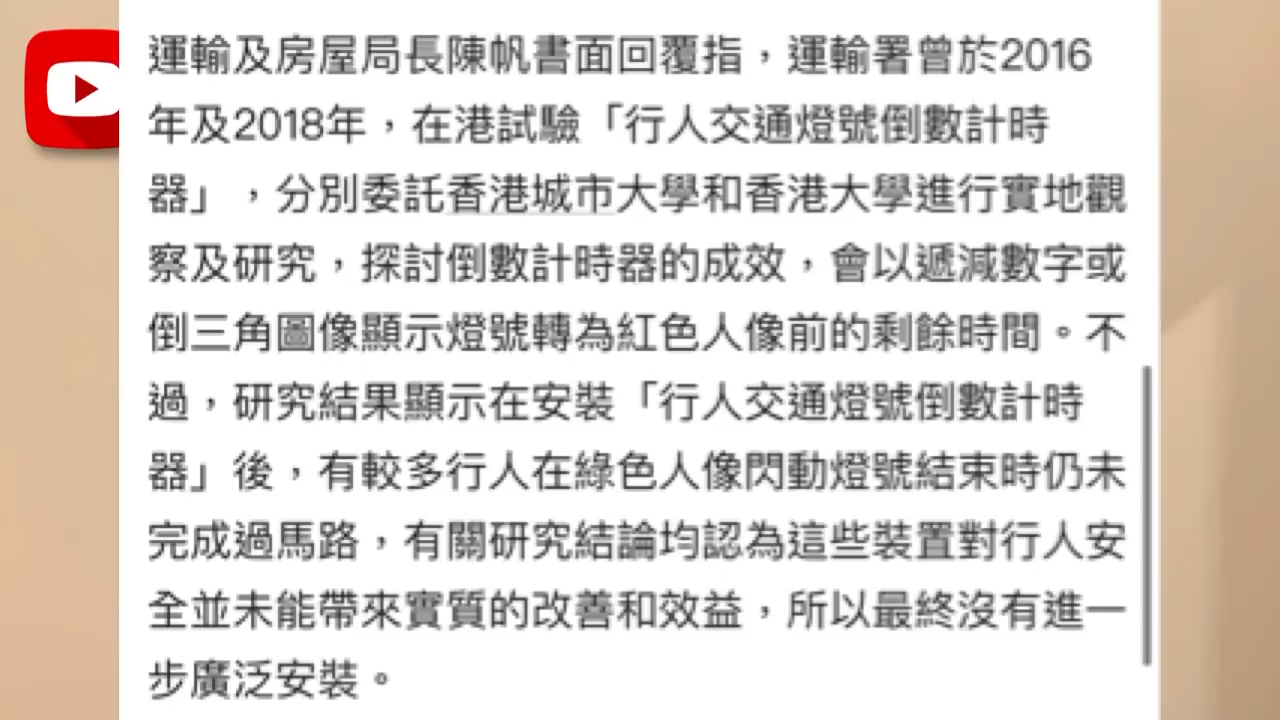 運輸及房屋局長陳帆書面回覆指，運輸署曾於2016
年及2018年，在港試驗「行人交通燈號倒數計時
器」，分別委託香港城市大學和香港大學進行實地觀
察及研究，探討倒數計時器的成效，會以遞減數字或
倒三角圖像顯示燈號轉為紅色人像前的剩餘時間。不
過，研究結果顯示在安裝「行人交通燈號倒數計時
器」後，有較多行人在綠色人像閃動燈號結束時仍未
完成過馬路，有關研究結論均認為這些裝置對行人安
全並未能帶來實質的改善和效益，所以最終沒有進一
步廣泛安裝。